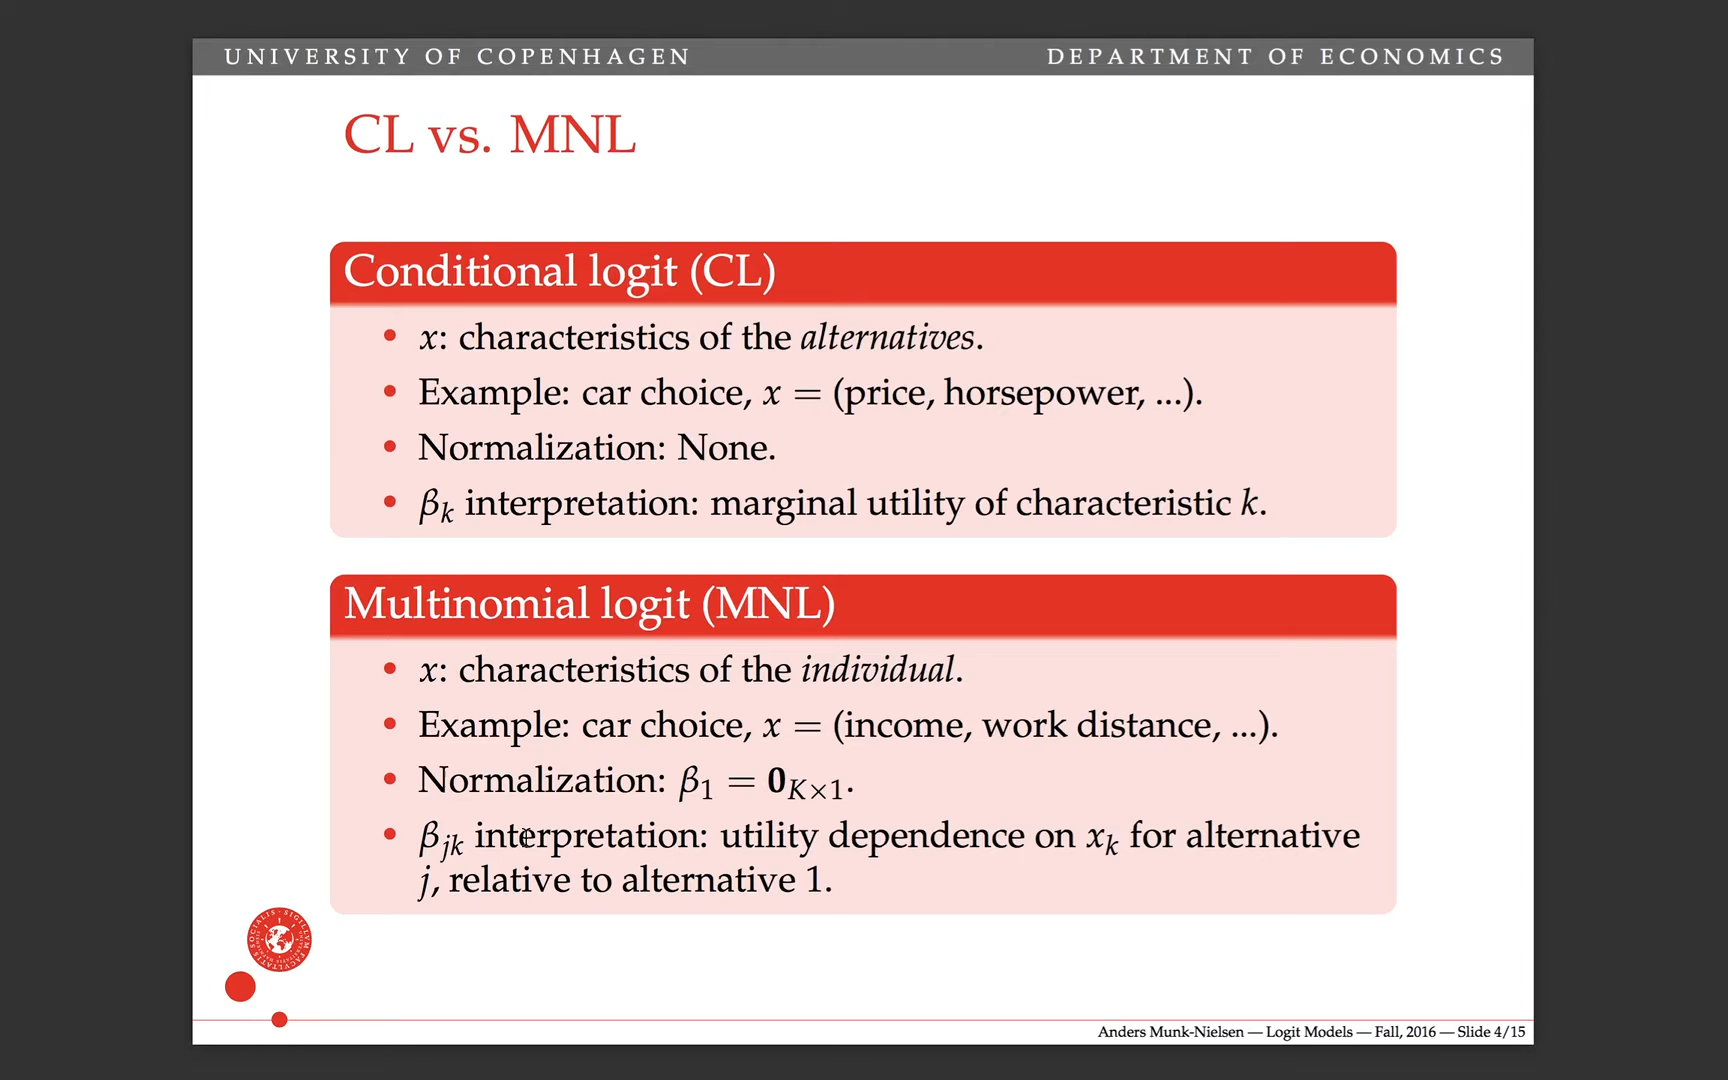 UNIVERSITY OF COPENHAGEN DEPARTMENT OF ECONOMICS
CL vs. MNL
Conditional logit (CL)
• x: characteristics of the alternatives.
• Example: car choice, x = (price, horsepower, ...).
• Normalization: None.
• βₖ interpretation: marginal utility of characteristic k.
Multinomial logit (MNL)
• x: characteristics of the individual.
• Example: car choice, x = (income, work distance, ...).
• Normalization: β₁ = 0_{K×1}.
• β_{jk} interpretation: utility dependence on xₖ for alternative
j, relative to alternative 1.
Anders Munk-Nielsen — Logit Models — Fall, 2016 — Slide 4/15